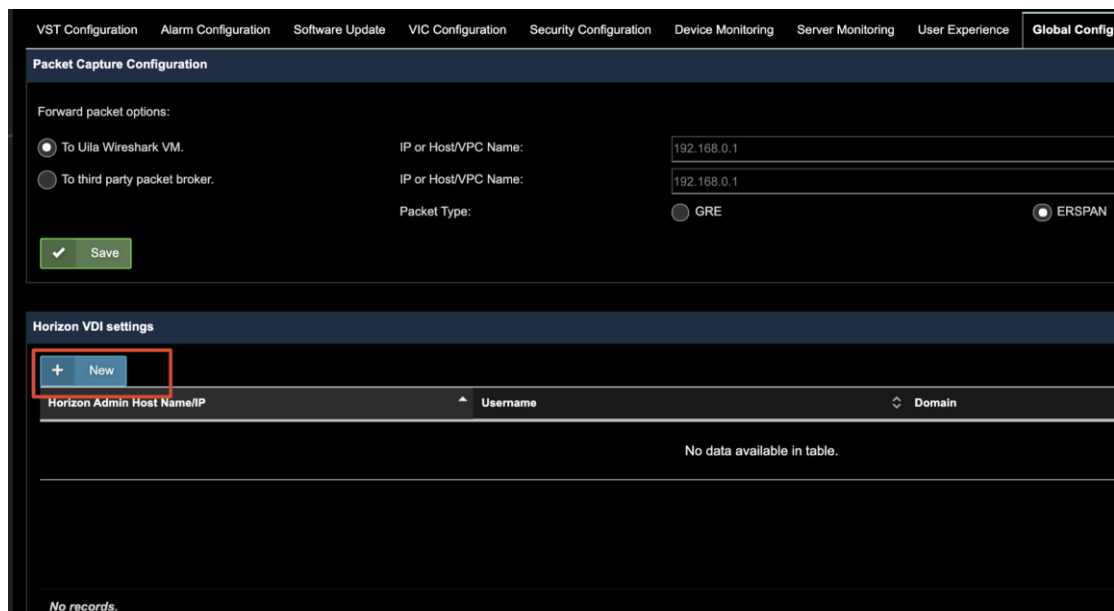 VST Configuration Alarm Configuration Software Update VIC Configuration Security Configuration Device Monitoring Server Monitoring User Experience Global Config
Packet Capture Configuration
Forward packet options:
To Uila Wireshark VM. IP or Host/VPC Name: 192.168.0.1
To third party packet broker. IP or Host/VPC Name: 192.168.0.1
Packet Type: GRE ERSPAN
Save
Horizon VDI settings
+ New
Horizon Admin Host Name/IP Username Domain
No data available in table.
No records.